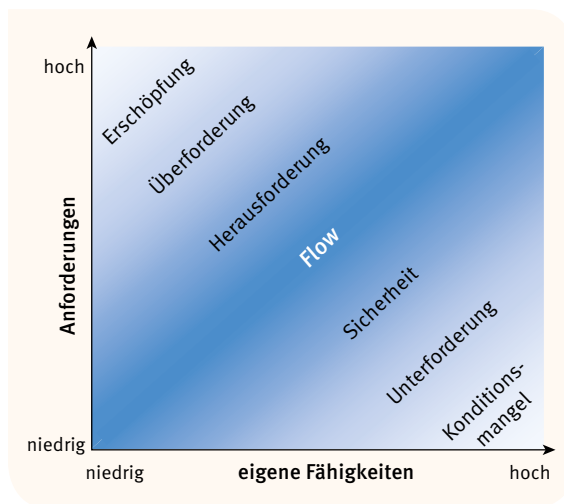 hoch
Erschöpfung
Überforderung
Herausforderung
Flow
Sicherheit
Unterforderung
Konditions-
mangel
Anforderungen
niedrig
niedrig
eigene Fähigkeiten
hoch